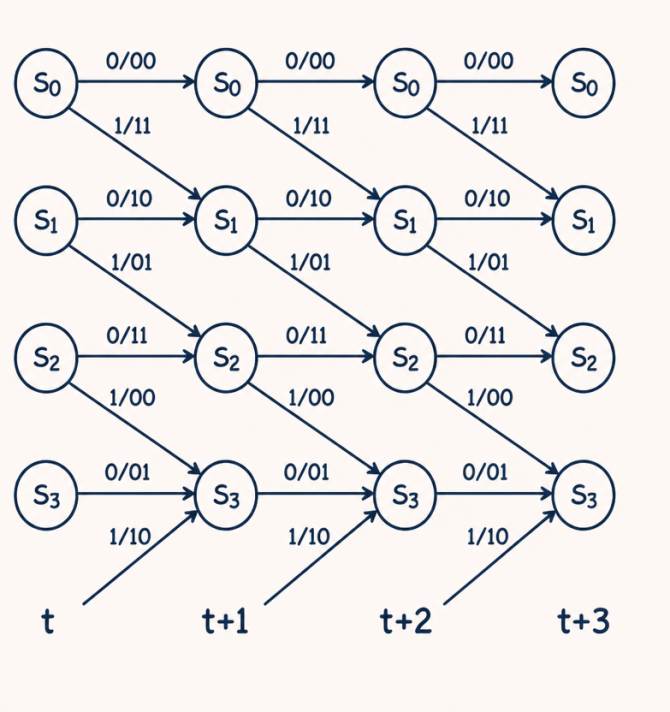 0/00 0/00 0/00
S₀ S₀ S₀ S₀
1/11 1/11 1/11
0/10 0/10 0/10
S₁ S₁ S₁ S₁
1/01 1/01 1/01
0/11 0/11 0/11
S₂ S₂ S₂ S₂
1/00 1/00 1/00
0/01 0/01 0/01
S₃ S₃ S₃ S₃
1/10 1/10 1/10
t t+1 t+2 t+3